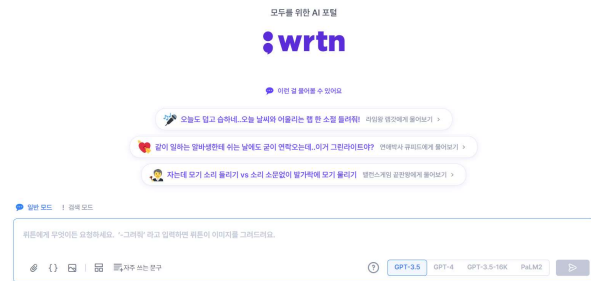 모두를 위한 AI 포털
wrtn
이런 걸 물어볼 수 있어요
오늘도 덥고 습하네..오늘 날씨와 어울리는 랩 한 소절 들려줘! 라임왕 랩갓에게 물어보기 >
같이 일하는 알바생한테 쉬는 날에도 굳이 연락오는데..이거 그린라이트야? 연애박사 큐피드에게 물어보기 >
자는데 모기 소리 들리기 vs 소리 소문없이 발가락에 모기 물리기 밸런스게임 끝판왕에게 물어보기 >
일반 모드 ! 검색 모드
뤼튼에게 무엇이든 요청하세요. '~그려줘' 라고 입력하면 뤼튼이 이미지를 그려드려요.
{ } 자주 쓰는 문구 ? GPT-3.5 GPT-4 GPT-3.5-16K PaLM2